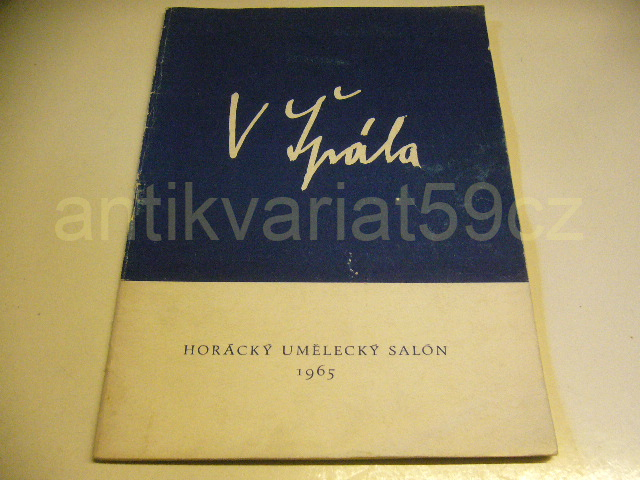 V Špála
antikvariat59cz
HORÁCKÝ UMĚLECKÝ SALÓN
1965